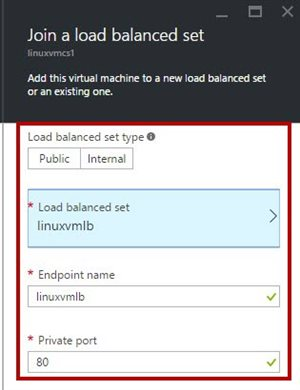 Join a load balanced set
linuxvmcs1
Add this virtual machine to a new load balanced set
or an existing one.
Load balanced set type
Public Internal
* Load balanced set
linuxvmlb
* Endpoint name
linuxvmlb
* Private port
80